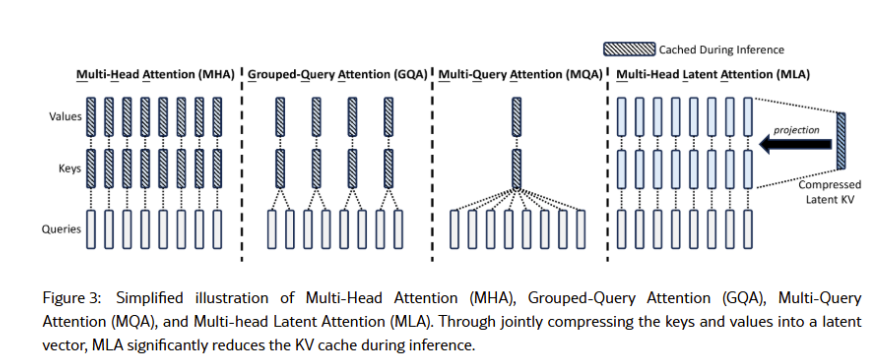 Cached During Inference
Multi-Head Attention (MHA)
Grouped-Query Attention (GQA)
Multi-Query Attention (MQA)
Multi-Head Latent Attention (MLA)
Values
Keys
Queries
projection
Compressed
Latent KV
Figure 3: Simplified illustration of Multi-Head Attention (MHA), Grouped-Query Attention (GQA), Multi-Query
Attention (MQA), and Multi-head Latent Attention (MLA). Through jointly compressing the keys and values into a latent
vector, MLA significantly reduces the KV cache during inference.